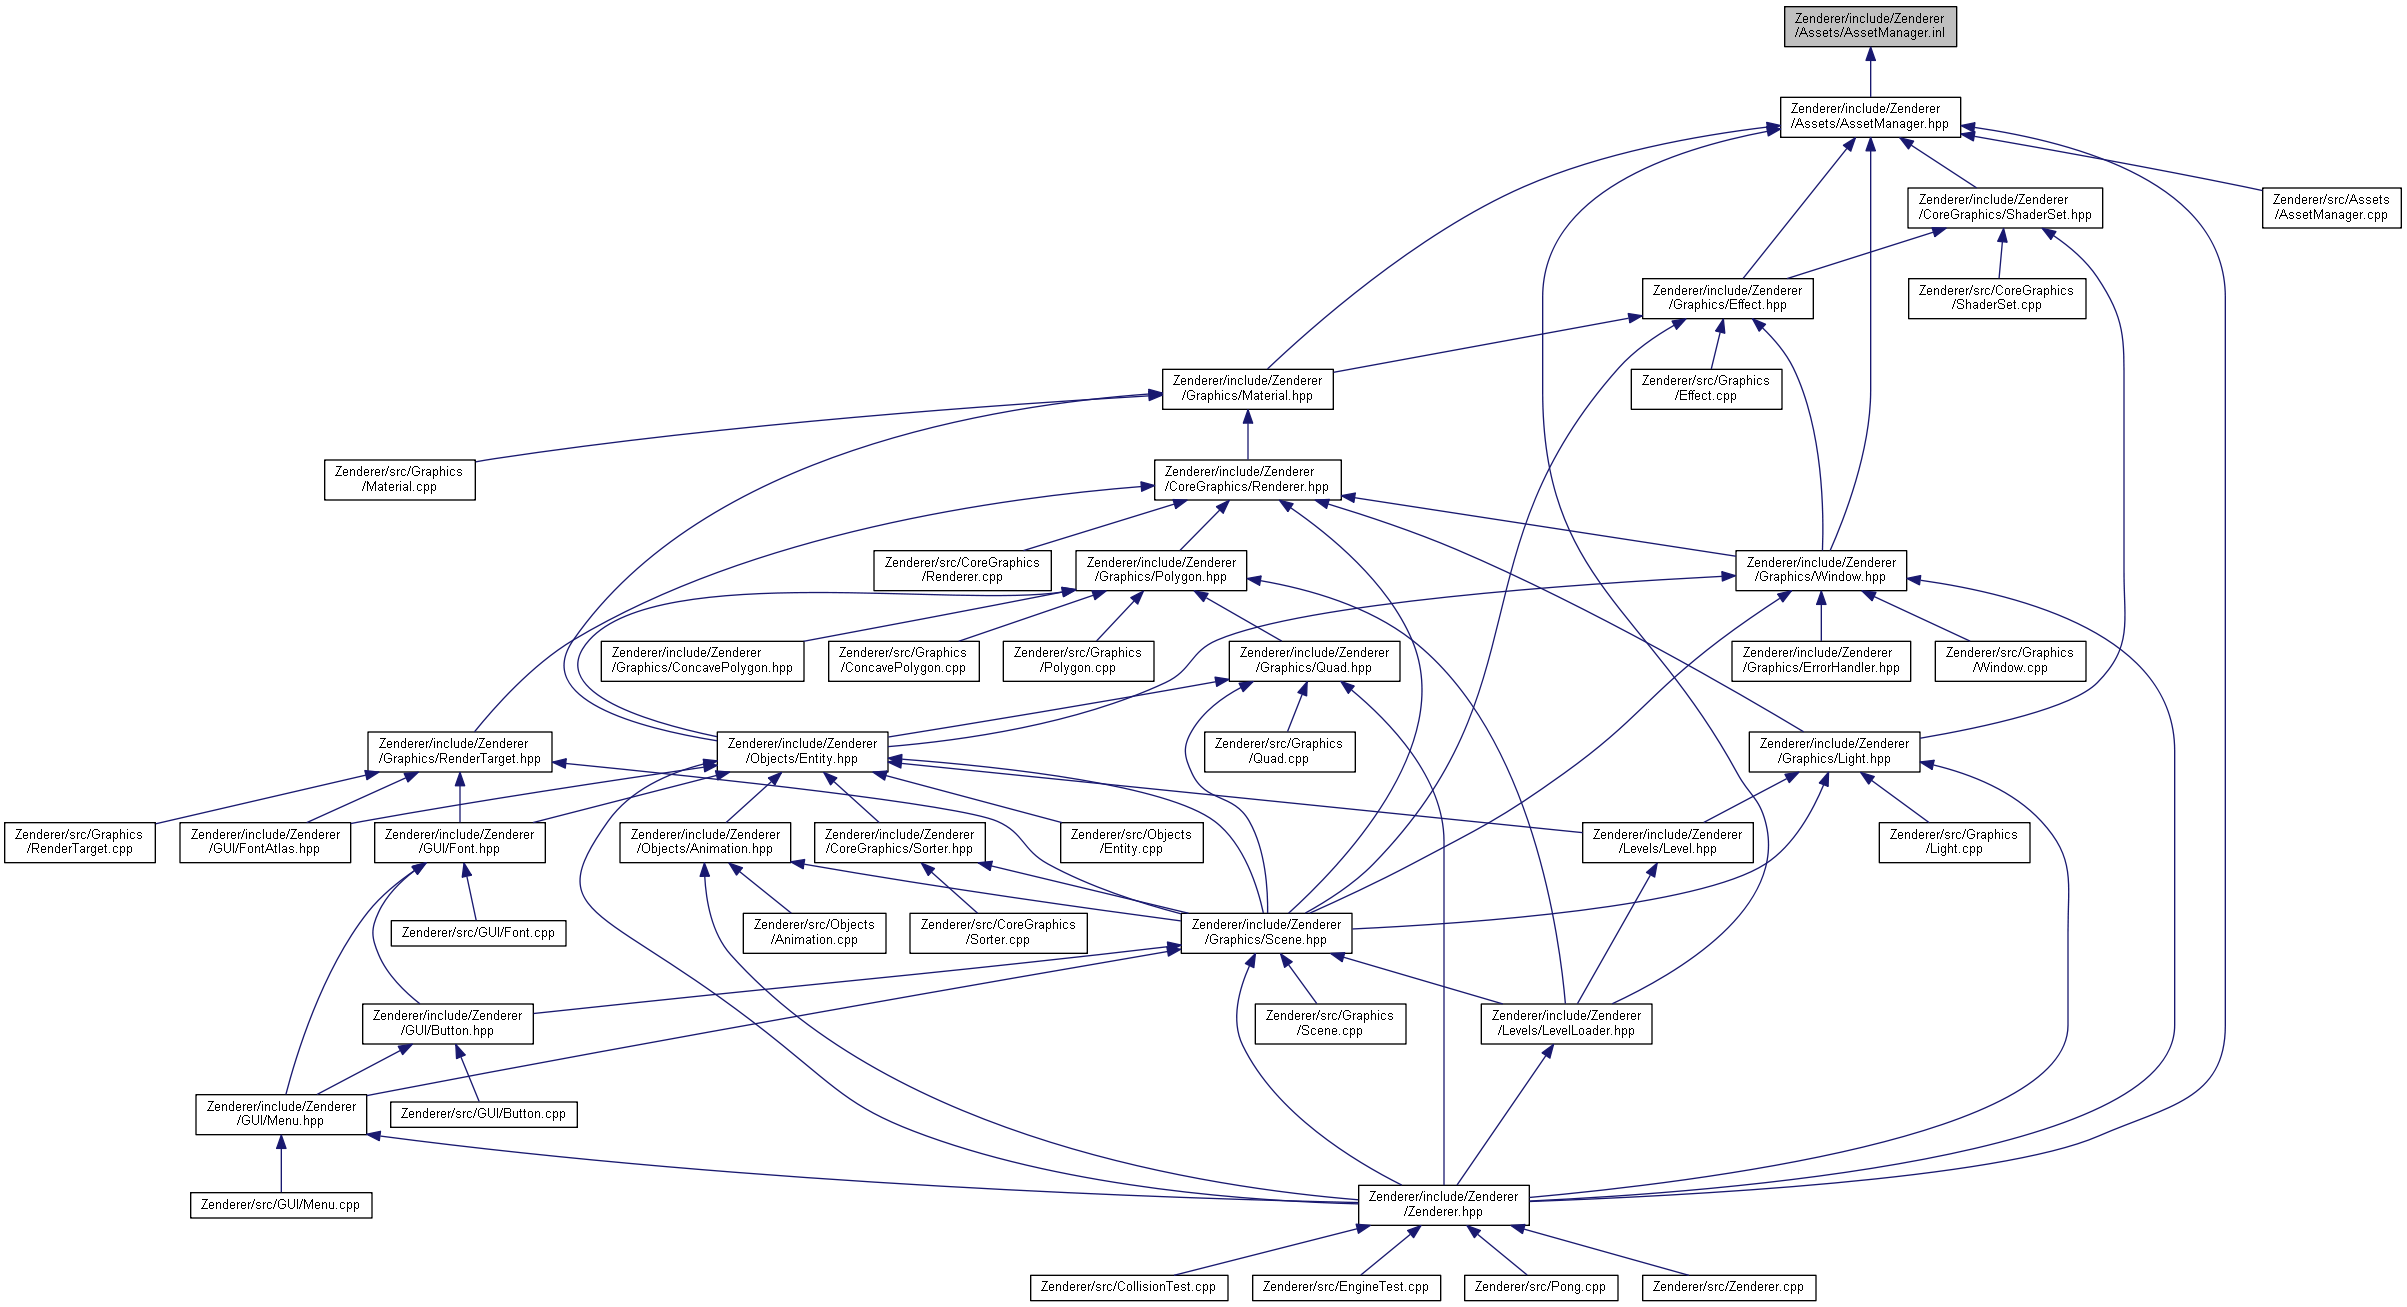 Zenderer/include/Zenderer
/Assets/AssetManager.inl
Zenderer/include/Zenderer
/Assets/AssetManager.hpp
Zenderer/include/Zenderer
/CoreGraphics/ShaderSet.hpp
Zenderer/src/Assets
/AssetManager.cpp
Zenderer/include/Zenderer
/Graphics/Effect.hpp
Zenderer/src/CoreGraphics
/ShaderSet.cpp
Zenderer/include/Zenderer
/Graphics/Material.hpp
Zenderer/src/Graphics
/Effect.cpp
Zenderer/src/Graphics
/Material.cpp
Zenderer/include/Zenderer
/CoreGraphics/Renderer.hpp
Zenderer/src/CoreGraphics
/Renderer.cpp
Zenderer/include/Zenderer
/Graphics/Polygon.hpp
Zenderer/include/Zenderer
/Graphics/Window.hpp
Zenderer/include/Zenderer
/Graphics/ConcavePolygon.hpp
Zenderer/src/Graphics
/ConcavePolygon.cpp
Zenderer/src/Graphics
/Polygon.cpp
Zenderer/include/Zenderer
/Graphics/Quad.hpp
Zenderer/include/Zenderer
/Graphics/ErrorHandler.hpp
Zenderer/src/Graphics
/Window.cpp
Zenderer/include/Zenderer
/Graphics/RenderTarget.hpp
Zenderer/include/Zenderer
/Objects/Entity.hpp
Zenderer/src/Graphics
/Quad.cpp
Zenderer/include/Zenderer
/Graphics/Light.hpp
Zenderer/src/Graphics
/RenderTarget.cpp
Zenderer/include/Zenderer
/GUI/FontAtlas.hpp
Zenderer/include/Zenderer
/GUI/Font.hpp
Zenderer/include/Zenderer
/Objects/Animation.hpp
Zenderer/include/Zenderer
/CoreGraphics/Sorter.hpp
Zenderer/src/Objects
/Entity.cpp
Zenderer/include/Zenderer
/Levels/Level.hpp
Zenderer/src/Graphics
/Light.cpp
Zenderer/src/GUI/Font.cpp
Zenderer/src/Objects
/Animation.cpp
Zenderer/src/CoreGraphics
/Sorter.cpp
Zenderer/include/Zenderer
/Graphics/Scene.hpp
Zenderer/include/Zenderer
/GUI/Button.hpp
Zenderer/src/Graphics
/Scene.cpp
Zenderer/include/Zenderer
/Levels/LevelLoader.hpp
Zenderer/include/Zenderer
/GUI/Menu.hpp
Zenderer/src/GUI/Button.cpp
Zenderer/src/GUI/Menu.cpp
Zenderer/include/Zenderer
/Zenderer.hpp
Zenderer/src/CollisionTest.cpp
Zenderer/src/EngineTest.cpp
Zenderer/src/Pong.cpp
Zenderer/src/Zenderer.cpp